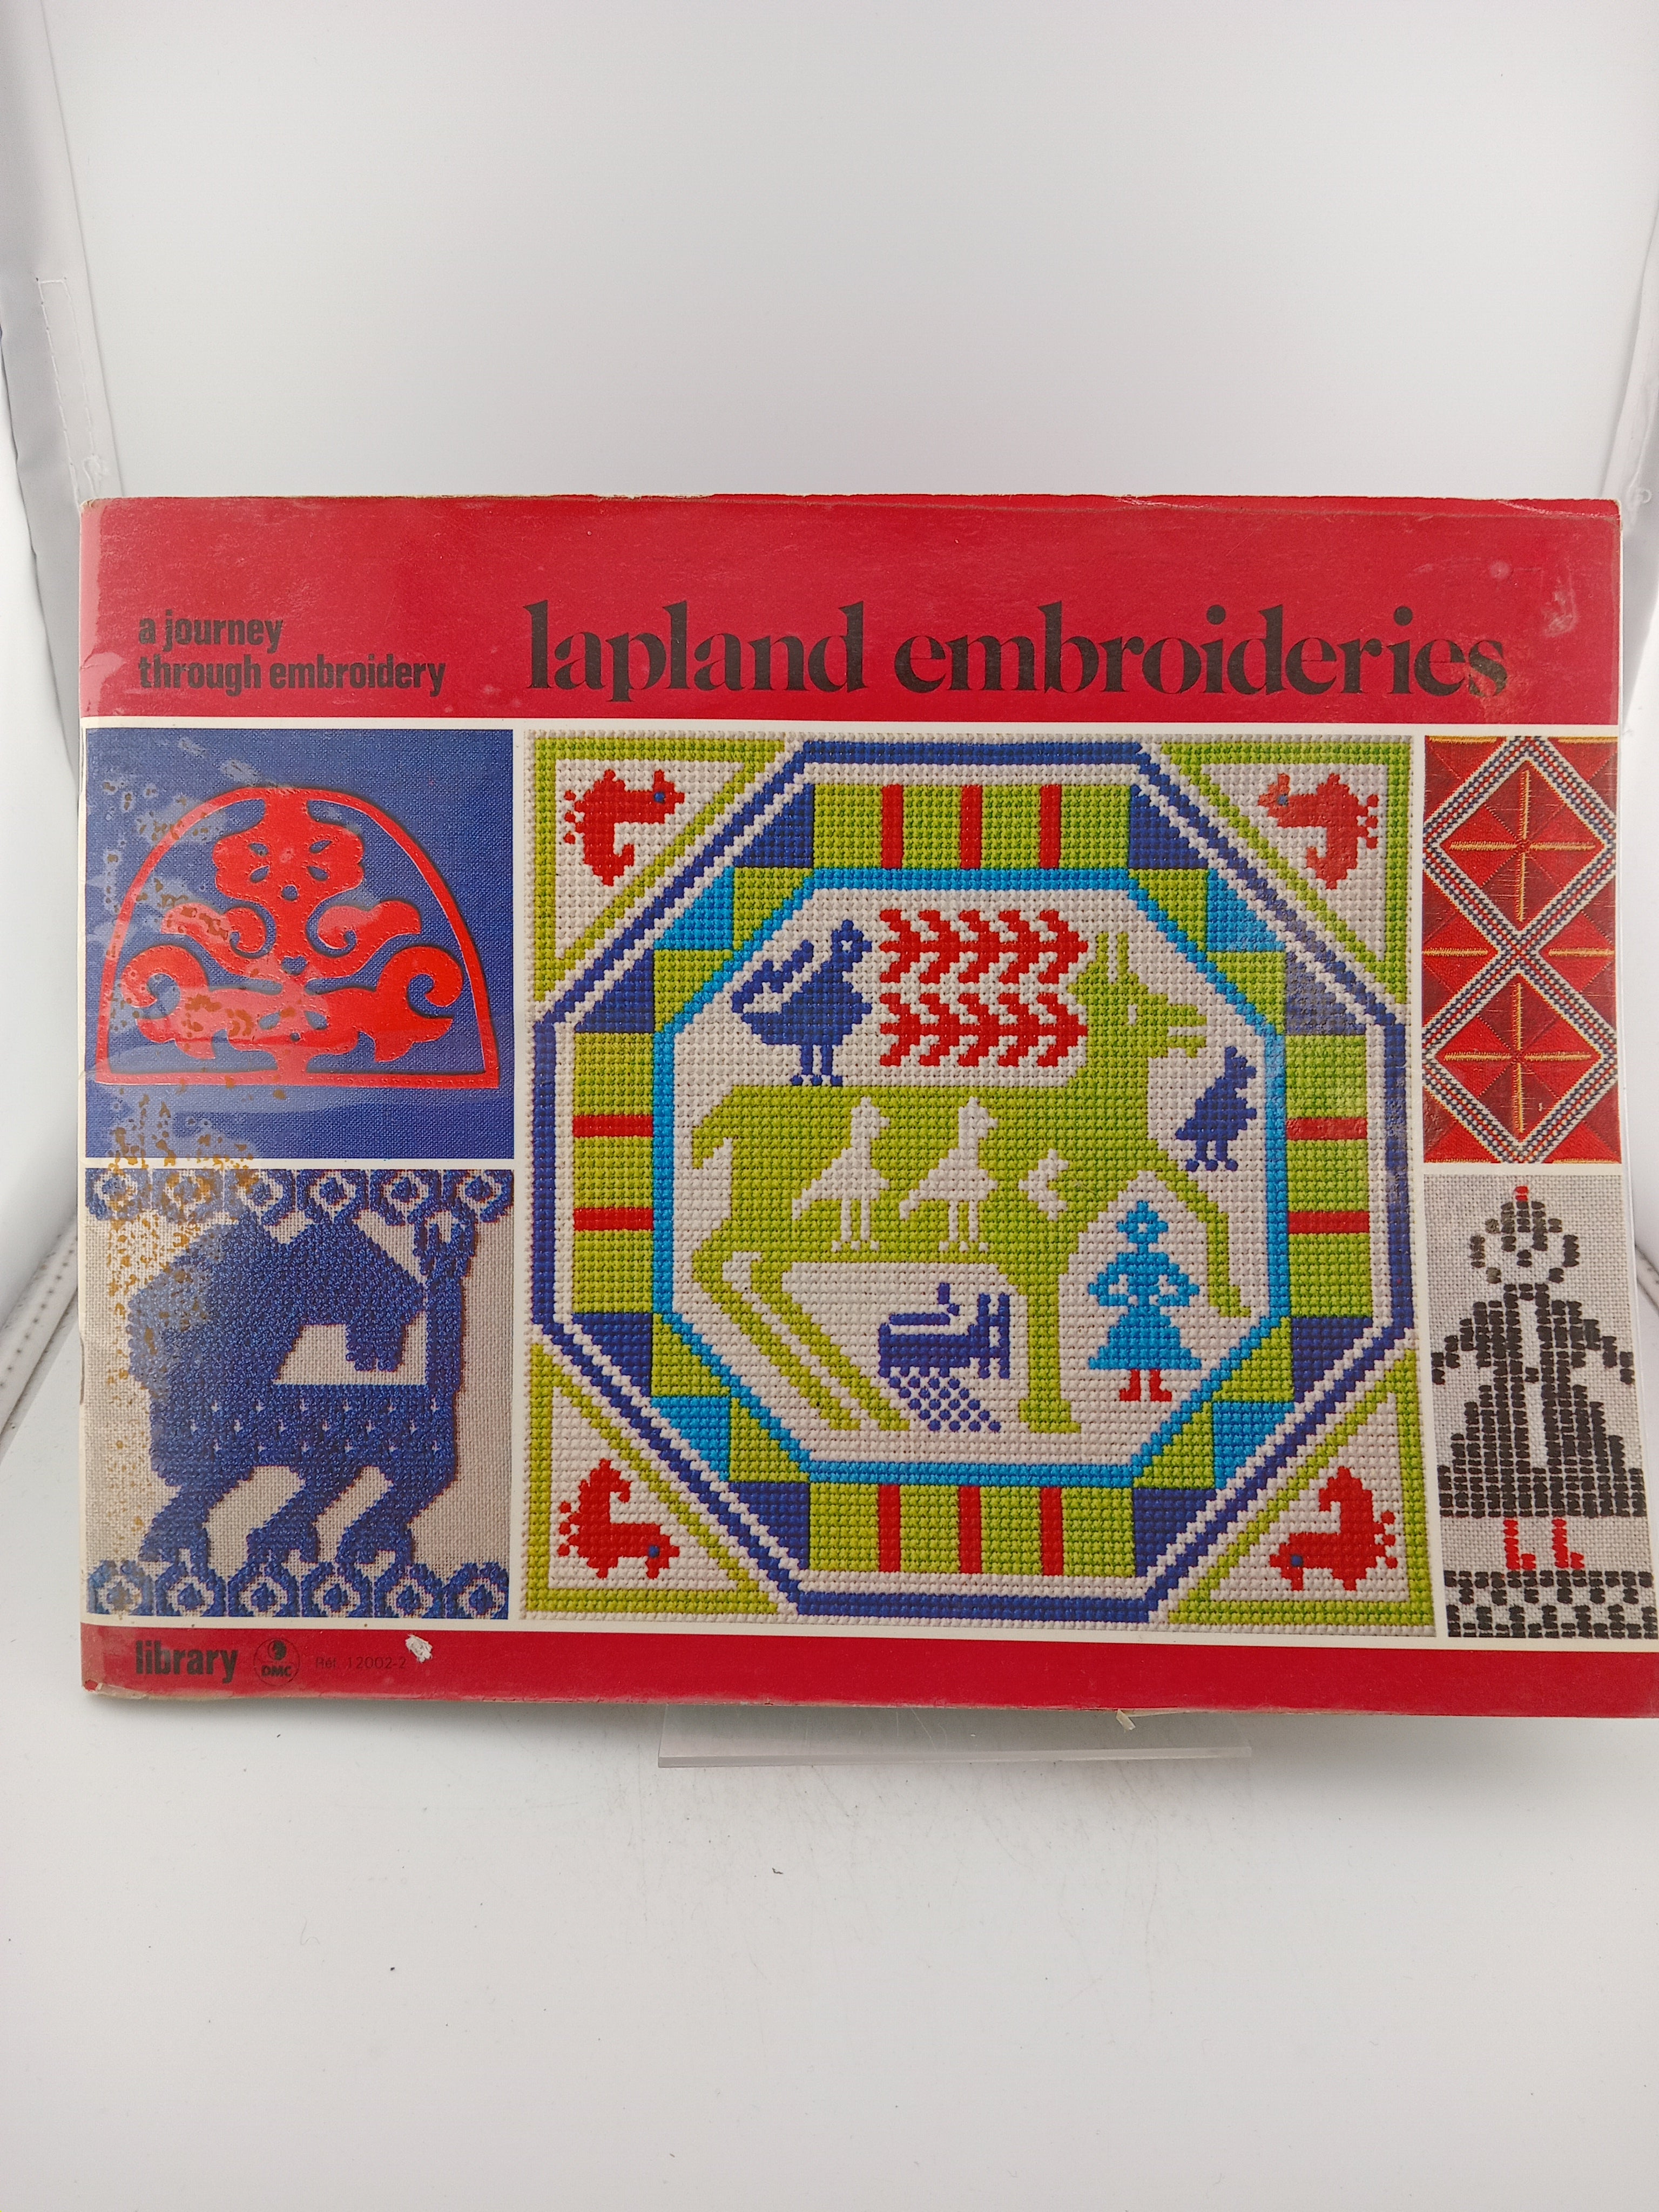 a journey
through embroidery
lapland embroideries
library DMC Réf. 12002-2